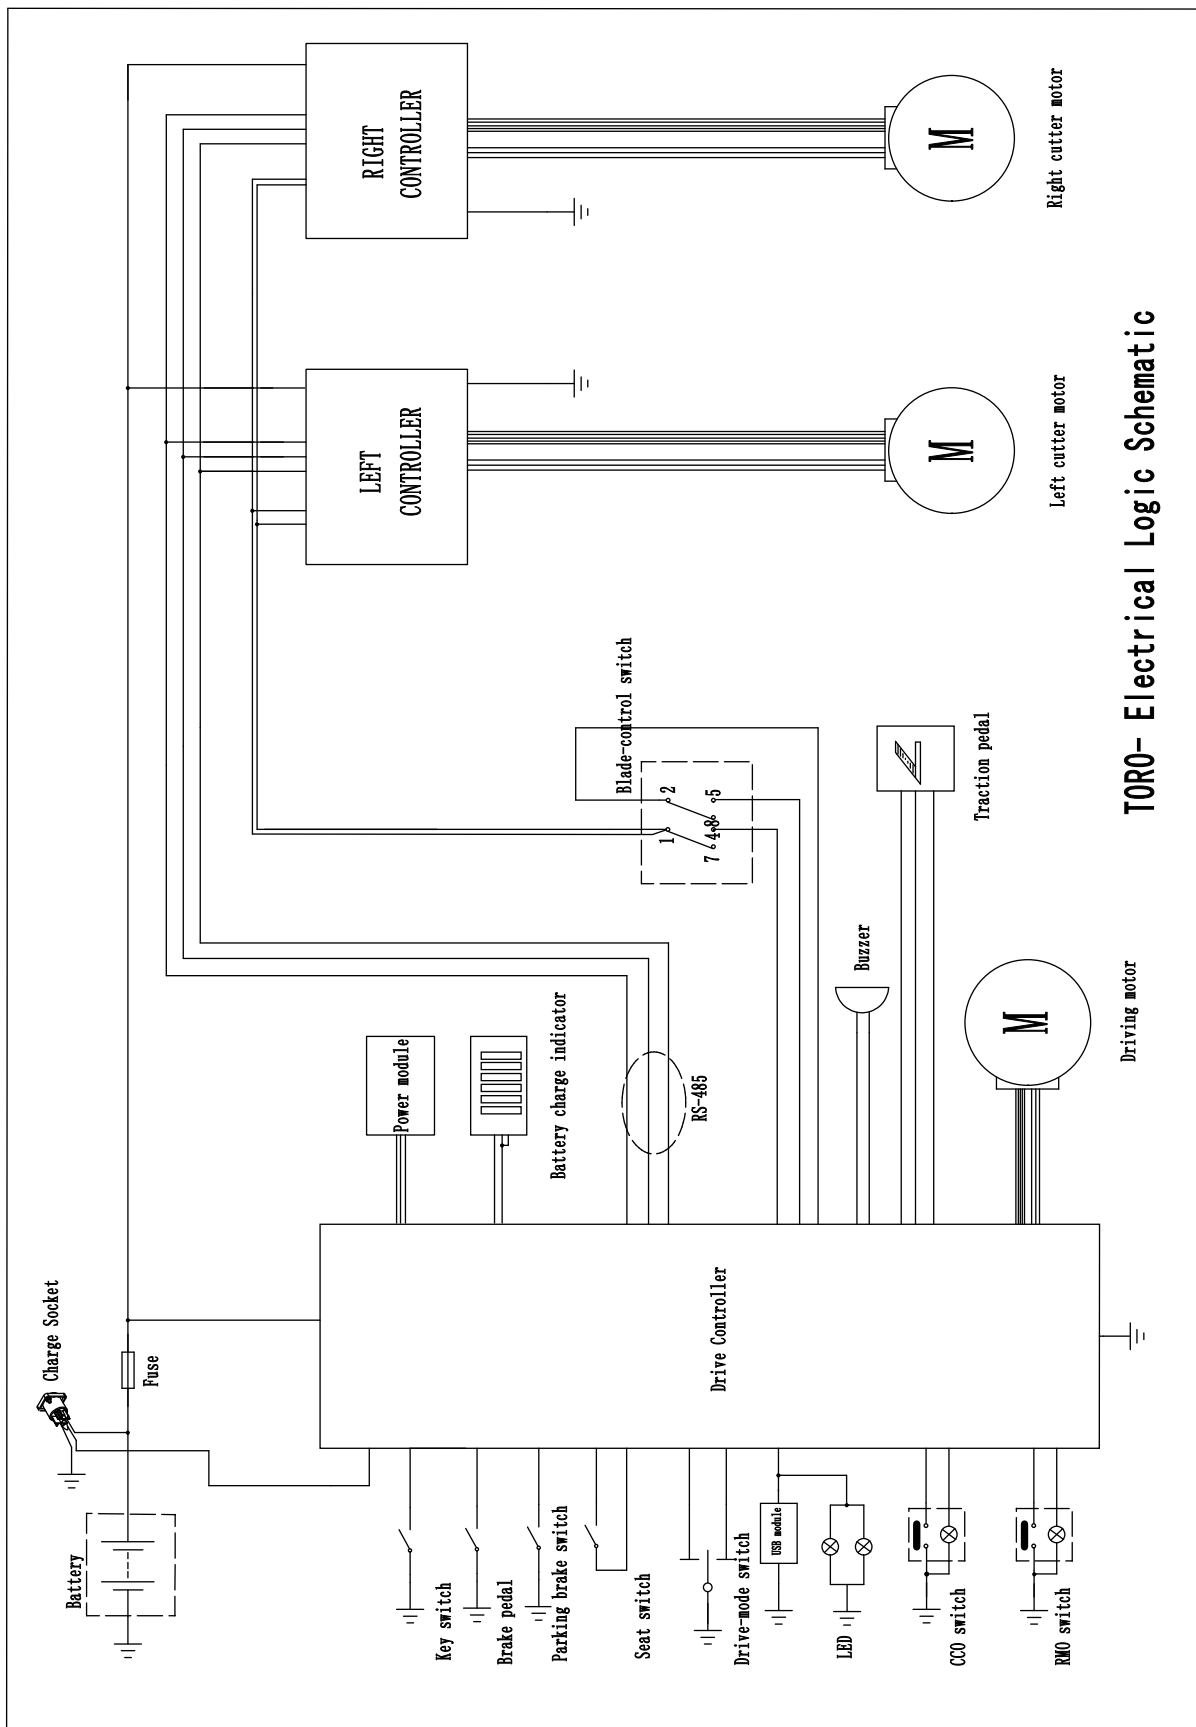 Battery
Charge Socket
Fuse
Key switch
Brake pedal
Parking brake switch
Seat switch
Drive-mode switch
USB module
LED
CCO switch
RMO switch
Drive Controller
Power module
Battery charge indicator
RS-485
Buzzer
M
Driving motor
Traction pedal
Blade-control switch
1
2
7
4
8
5
LEFT
CONTROLLER
M
Left cutter motor
RIGHT
CONTROLLER
M
Right cutter motor
TORO- Electrical Logic Schematic